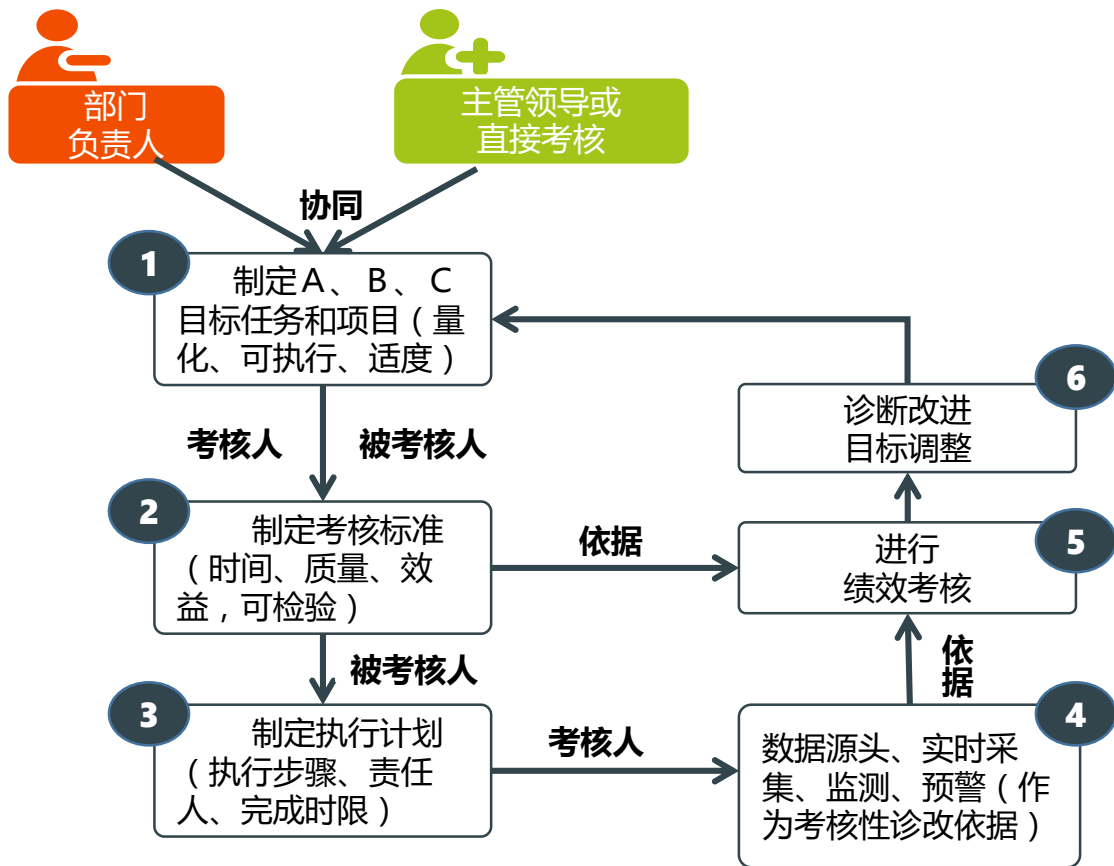 部门
负责人
主管领导或
直接考核
协同
1
制定A、B、C
目标任务和项目（量
化、可执行、适度）
考核人
被考核人
2
制定考核标准
（时间、质量、效
益，可检验）
依据
被考核人
3
制定执行计划
（执行步骤、责任
人、完成时限）
考核人
4
数据源头、实时采
集、监测、预警（作
为考核性诊改依据）
依
据
5
进行
绩效考核
6
诊断改进
目标调整